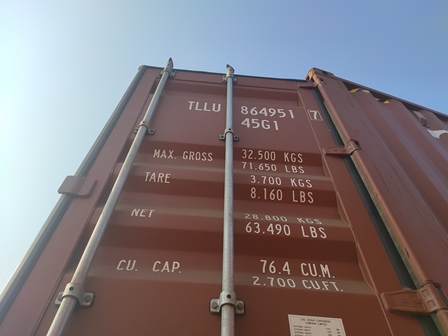 TLLU 864951 7
45G1
MAX. GROSS 32.500 KGS
71.650 LBS
TARE 3.700 KGS
8.160 LBS
NET 28.800 KGS
63.490 LBS
CU. CAP. 76.4 CU.M.
2.700 CU.FT.